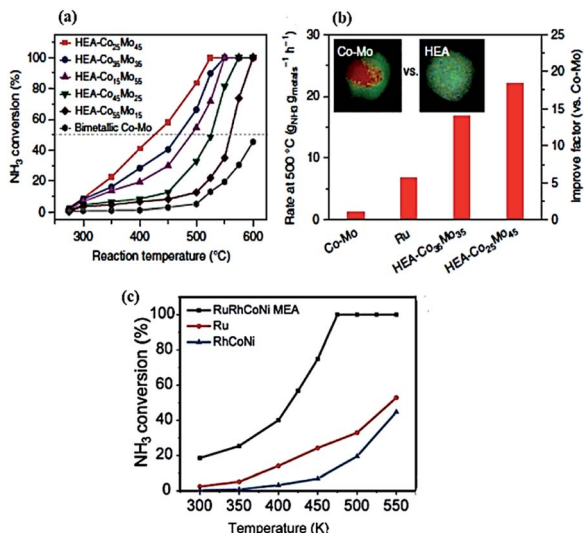 (a)
NH₃ conversion (%)
100
80
60
40
20
0
HEA-Co₂₅Mo₄₅
HEA-Co₃₅Mo₃₅
HEA-Co₁₅Mo₅₅
HEA-Co₄₅Mo₂₅
HEA-Co₅₅Mo₁₅
Bimetallic Co-Mo
300 400 500 600
Reaction temperature (°C)
(b)
Rate at 500 °C (gNH₃ gmetals⁻¹ h⁻¹)
30
20
10
0
Co-Mo vs. HEA
25
20
15
10
5
0
Improve factor (vs. Co-Mo)
Co-Mo
Ru
HEA-Co₃₅Mo₃₅
HEA-Co₂₅Mo₄₅
(c)
NH₃ conversion (%)
100
80
60
40
20
0
RuRhCoNi MEA
Ru
RhCoNi
300 350 400 450 500 550
Temperature (K)